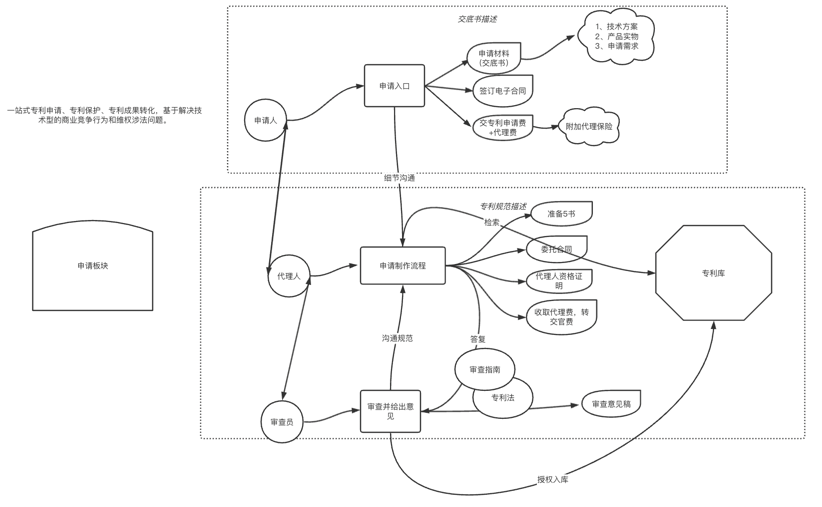 交底书描述
1、技术方案
2、产品实物
3、申请需求
申请材料
（交底书）
申请入口
签订电子合同
一站式专利申请、专利保护、专利成果转化、基于解决技
术型的商业竞争行为和维权涉法问题。
申请人
交专利申请费
+代理费
附加代理保险
细节沟通
专利规范描述
准备5书
检索
委托合同
申请板块
代理人
申请制作流程
代理人资格证
明
专利库
收取代理费，转
交官费
沟通规范
答复
审查指南
专利法
审查并给出意
见
审查意见稿
审查员
授权入库